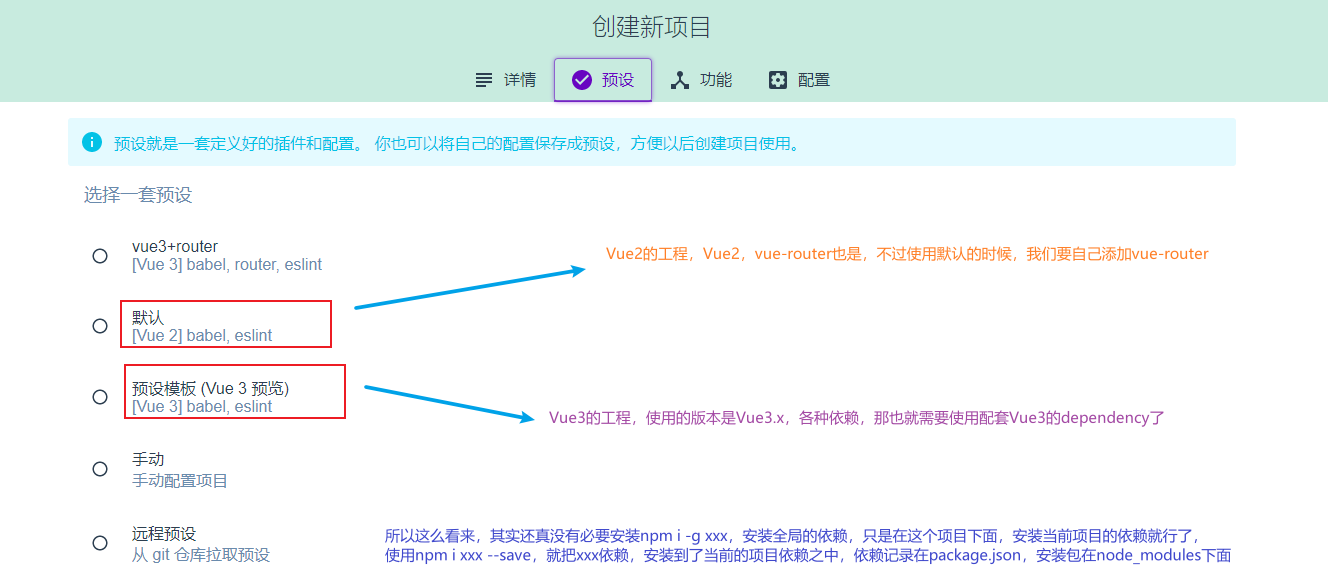 创建新项目
详情 预设 功能 配置
预设就是一套定义好的插件和配置。 你也可以将自己的配置保存成预设，方便以后创建项目使用。
选择一套预设
vue3+router
[Vue 3] babel, router, eslint
Vue2的工程，Vue2，vue-router也是，不过使用默认的时候，我们要自己添加vue-router
默认
[Vue 2] babel, eslint
预设模板 (Vue 3 预览)
[Vue 3] babel, eslint
Vue3的工程，使用的版本是Vue3.x，各种依赖，那也就需要使用配套Vue3的dependency了
手动
手动配置项目
远程预设
从 git 仓库拉取预设
所以这么看来，其实还真没有必要安装npm i -g xxx，安装全局的依赖，只是在这个项目下面，安装当前项目的依赖就行了，
使用npm i xxx --save，就把xxx依赖，安装到了当前的项目依赖之中，依赖记录在package.json，安装包在node_modules下面